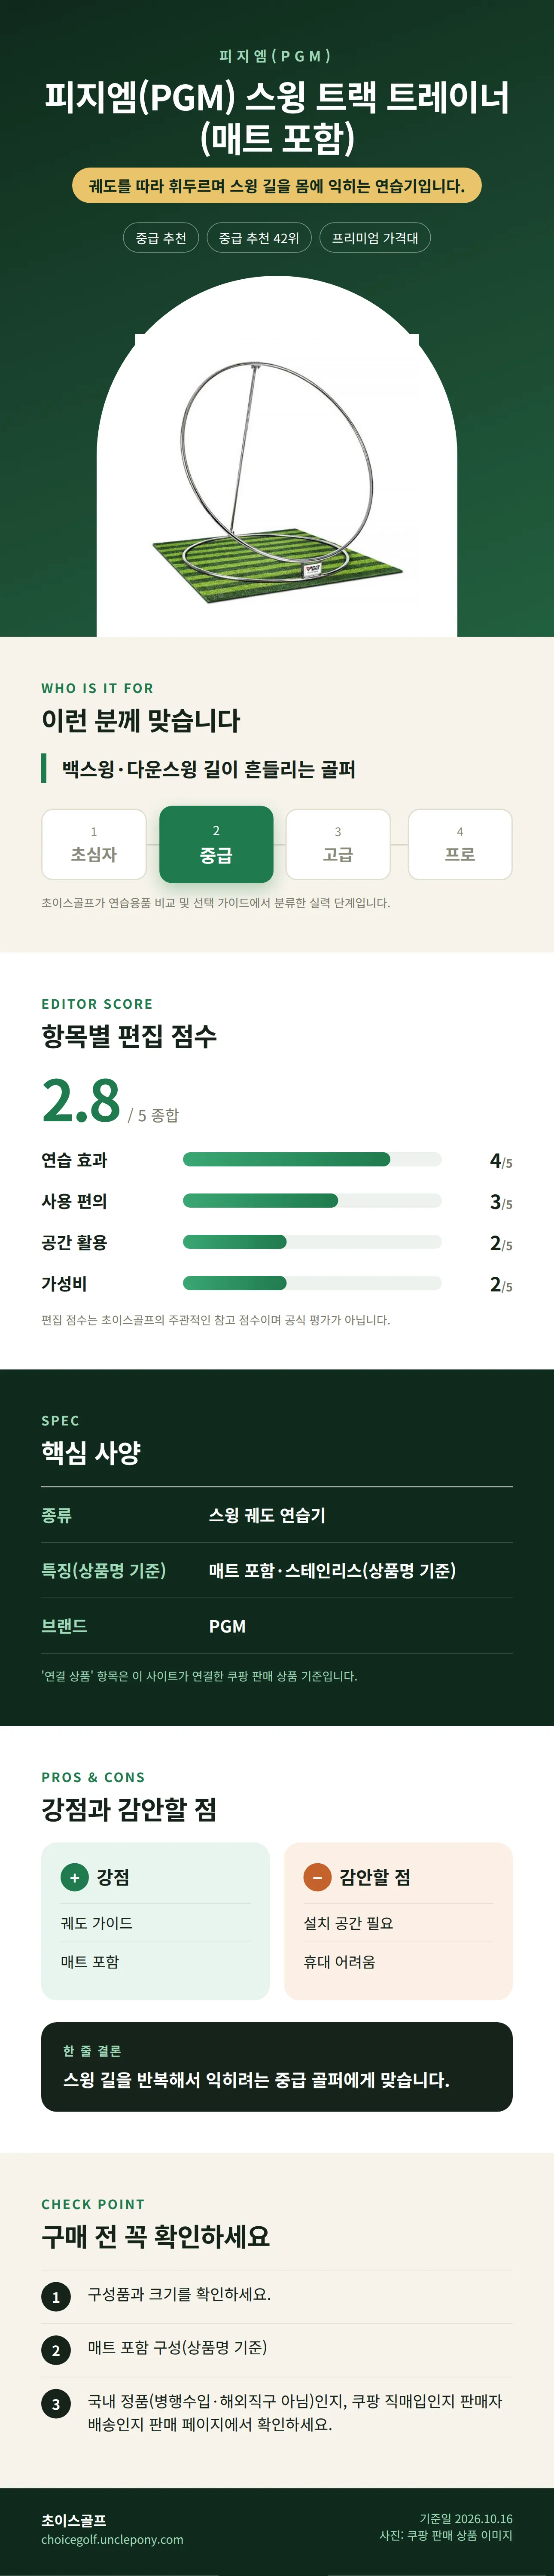 피지엠(PGM)
피지엠(PGM) 스윙 트랙 트레이너
(매트 포함)
궤도를 따라 휘두르며 스윙 길을 몸에 익히는 연습기입니다.
중급 추천
중급 추천 42위
프리미엄 가격대
WHO IS IT FOR
이런 분께 맞습니다
백스윙·다운스윙 길이 흔들리는 골퍼
1
초심자
2
중급
3
고급
4
프로
초이스골프가 연습용품 비교 및 선택 가이드에서 분류한 실력 단계입니다.
EDITOR SCORE
항목별 편집 점수
2.8 / 5 종합
연습 효과 4/5
사용 편의 3/5
공간 활용 2/5
가성비 2/5
편집 점수는 초이스골프의 주관적인 참고 점수이며 공식 평가가 아닙니다.
SPEC
핵심 사양
종류 스윙 궤도 연습기
특징(상품명 기준) 매트 포함·스테인리스(상품명 기준)
브랜드 PGM
'연결 상품' 항목은 이 사이트가 연결한 쿠팡 판매 상품 기준입니다.
PROS & CONS
강점과 감안할 점
+ 강점
궤도 가이드
매트 포함
− 감안할 점
설치 공간 필요
휴대 어려움
한 줄 결론
스윙 길을 반복해서 익히려는 중급 골퍼에게 맞습니다.
CHECK POINT
구매 전 꼭 확인하세요
1 구성품과 크기를 확인하세요.
2 매트 포함 구성(상품명 기준)
3 국내 정품(병행수입·해외직구 아님)인지, 쿠팡 직매입인지 판매자
배송인지 판매 페이지에서 확인하세요.
초이스골프
choicegolf.unclepony.com
기준일 2026.10.16
사진: 쿠팡 판매 상품 이미지